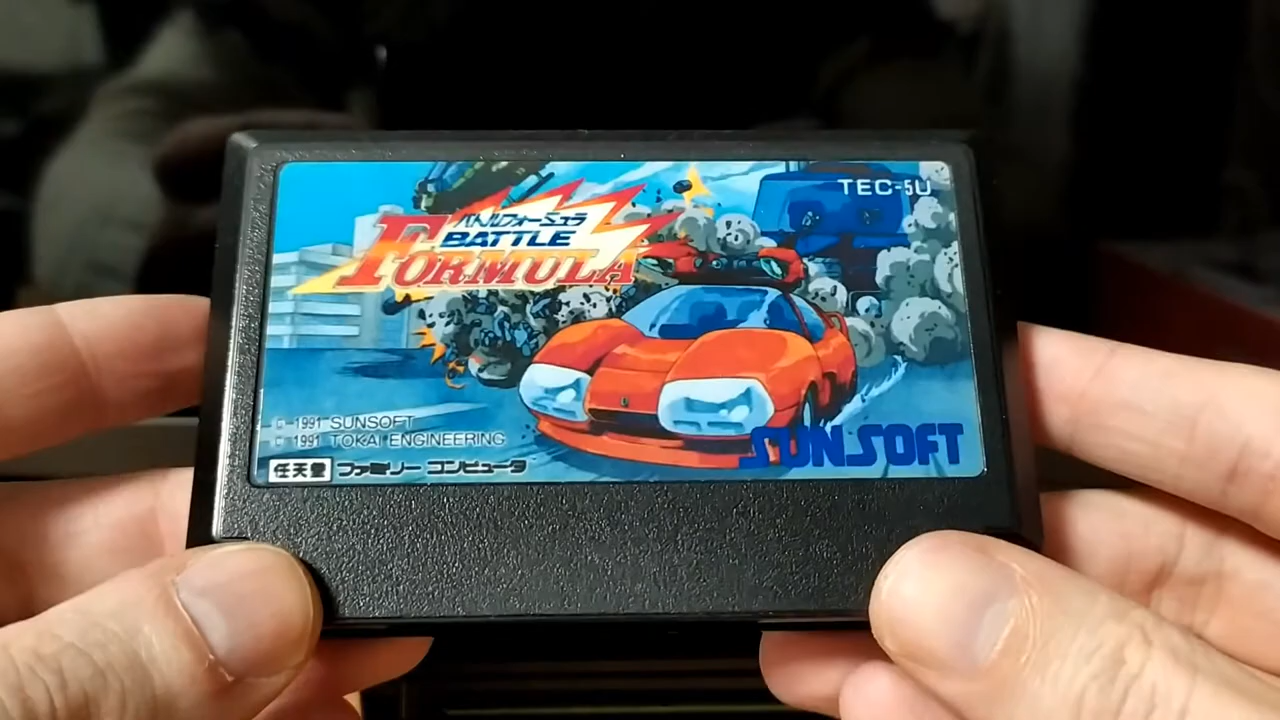 TEC-5U
バトルフォーミュラ
BATTLE
FORMULA
© 1991 SUNSOFT
© 1991 TOKAI ENGINEERING
SUNSOFT
任天堂 ファミリー コンピュータ